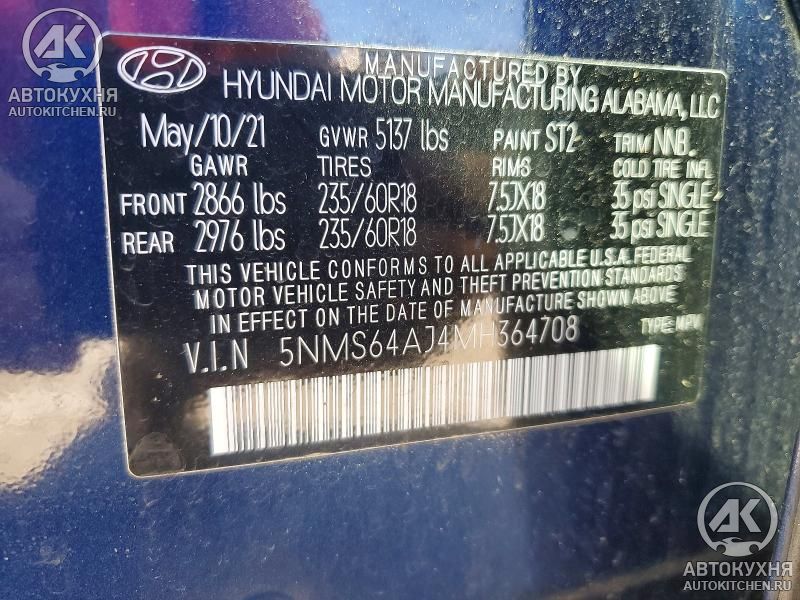 AK
АВТОКУХНЯ
AUTOKITCHEN.RU
MANUFACTURED BY
HYUNDAI MOTOR MANUFACTURING ALABAMA, LLC
May/10/21 GVWR 5137 lbs PAINT ST2 TRIM NNB
GAWR TIRES RIMS COLD TIRE INFL
FRONT 2866 lbs 235/60R18 7.5JX18 35 psi SINGLE
REAR 2976 lbs 235/60R18 7.5JX18 35 psi SINGLE
THIS VEHICLE CONFORMS TO ALL APPLICABLE U.S.A. FEDERAL
MOTOR VEHICLE SAFETY AND THEFT PREVENTION STANDARDS
IN EFFECT ON THE DATE OF MANUFACTURE SHOWN ABOVE
V.I.N 5NMS64AJ4MH364708 TYPE: MPV
AK
АВТОКУХНЯ
AUTOKITCHEN.RU